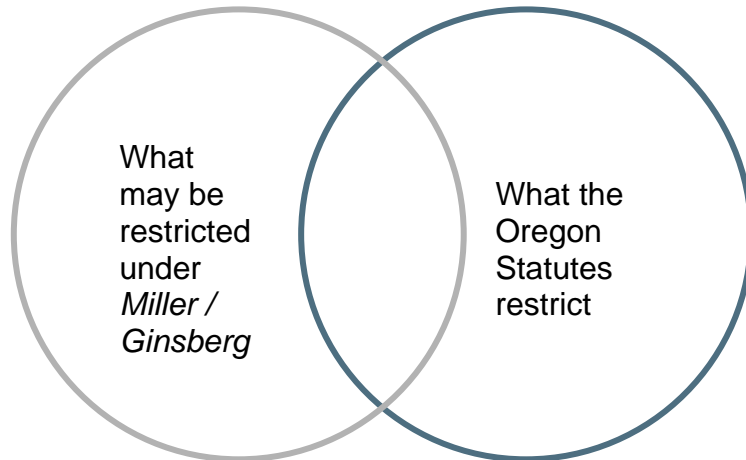 What
may be
restricted
under
Miller /
Ginsberg
What the
Oregon
Statutes
restrict